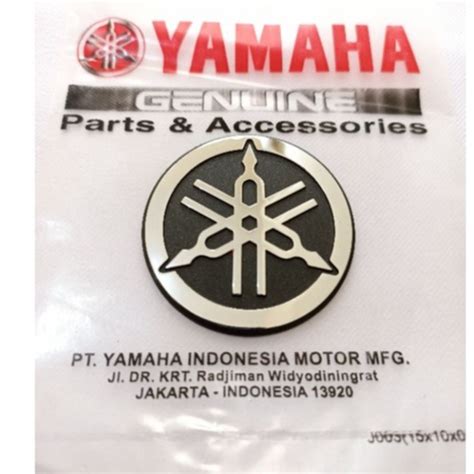 YAMAHA
GENUINE
Parts & Accessories
PT. YAMAHA INDONESIA MOTOR MFG.
Jl. DR. KRT. Radjiman Widyodiningrat
JAKARTA - INDONESIA 13920